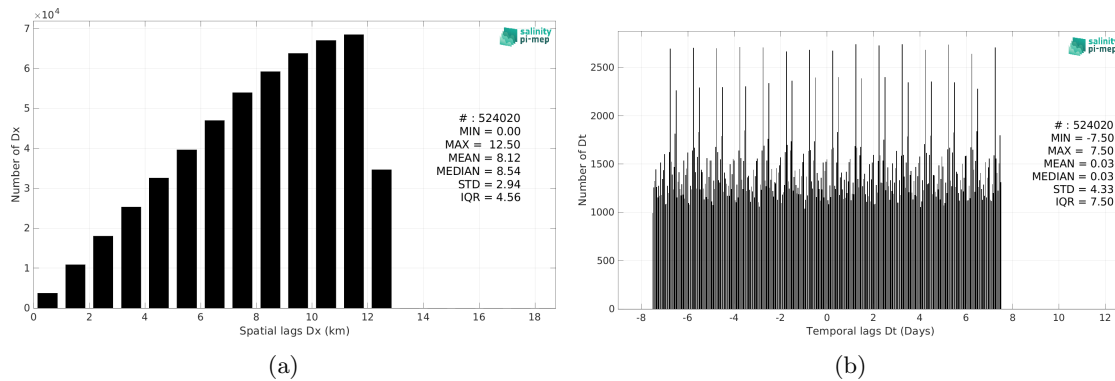 ×10⁴
7
6
5
4
3
2
1
0
Number of Dx
0 2 4 6 8 10 12 14 16 18
Spatial lags Dx (km)
salinity
pi-mep
# : 524020
MIN = 0.00
MAX = 12.50
MEAN = 8.12
MEDIAN = 8.54
STD = 2.94
IQR = 4.56
(a)
2500
2000
1500
1000
500
0
Number of Dt
-8 -6 -4 -2 0 2 4 6 8 10 12
Temporal lags Dt (Days)
salinity
pi-mep
# : 524020
MIN = -7.50
MAX = 7.50
MEAN = 0.03
MEDIAN = 0.03
STD = 4.33
IQR = 7.50
(b)